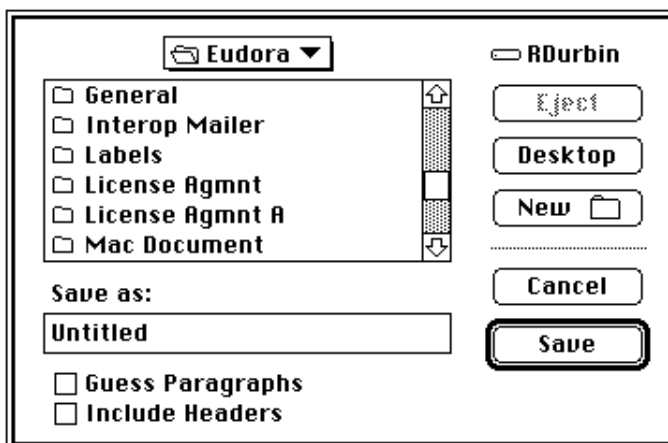 Eudora
RDurbin
General
Interop Mailer
Labels
License Agmnt
License Agmnt A
Mac Document
Eject
Desktop
New
Save as:
Untitled
Cancel
Save
Guess Paragraphs
Include Headers